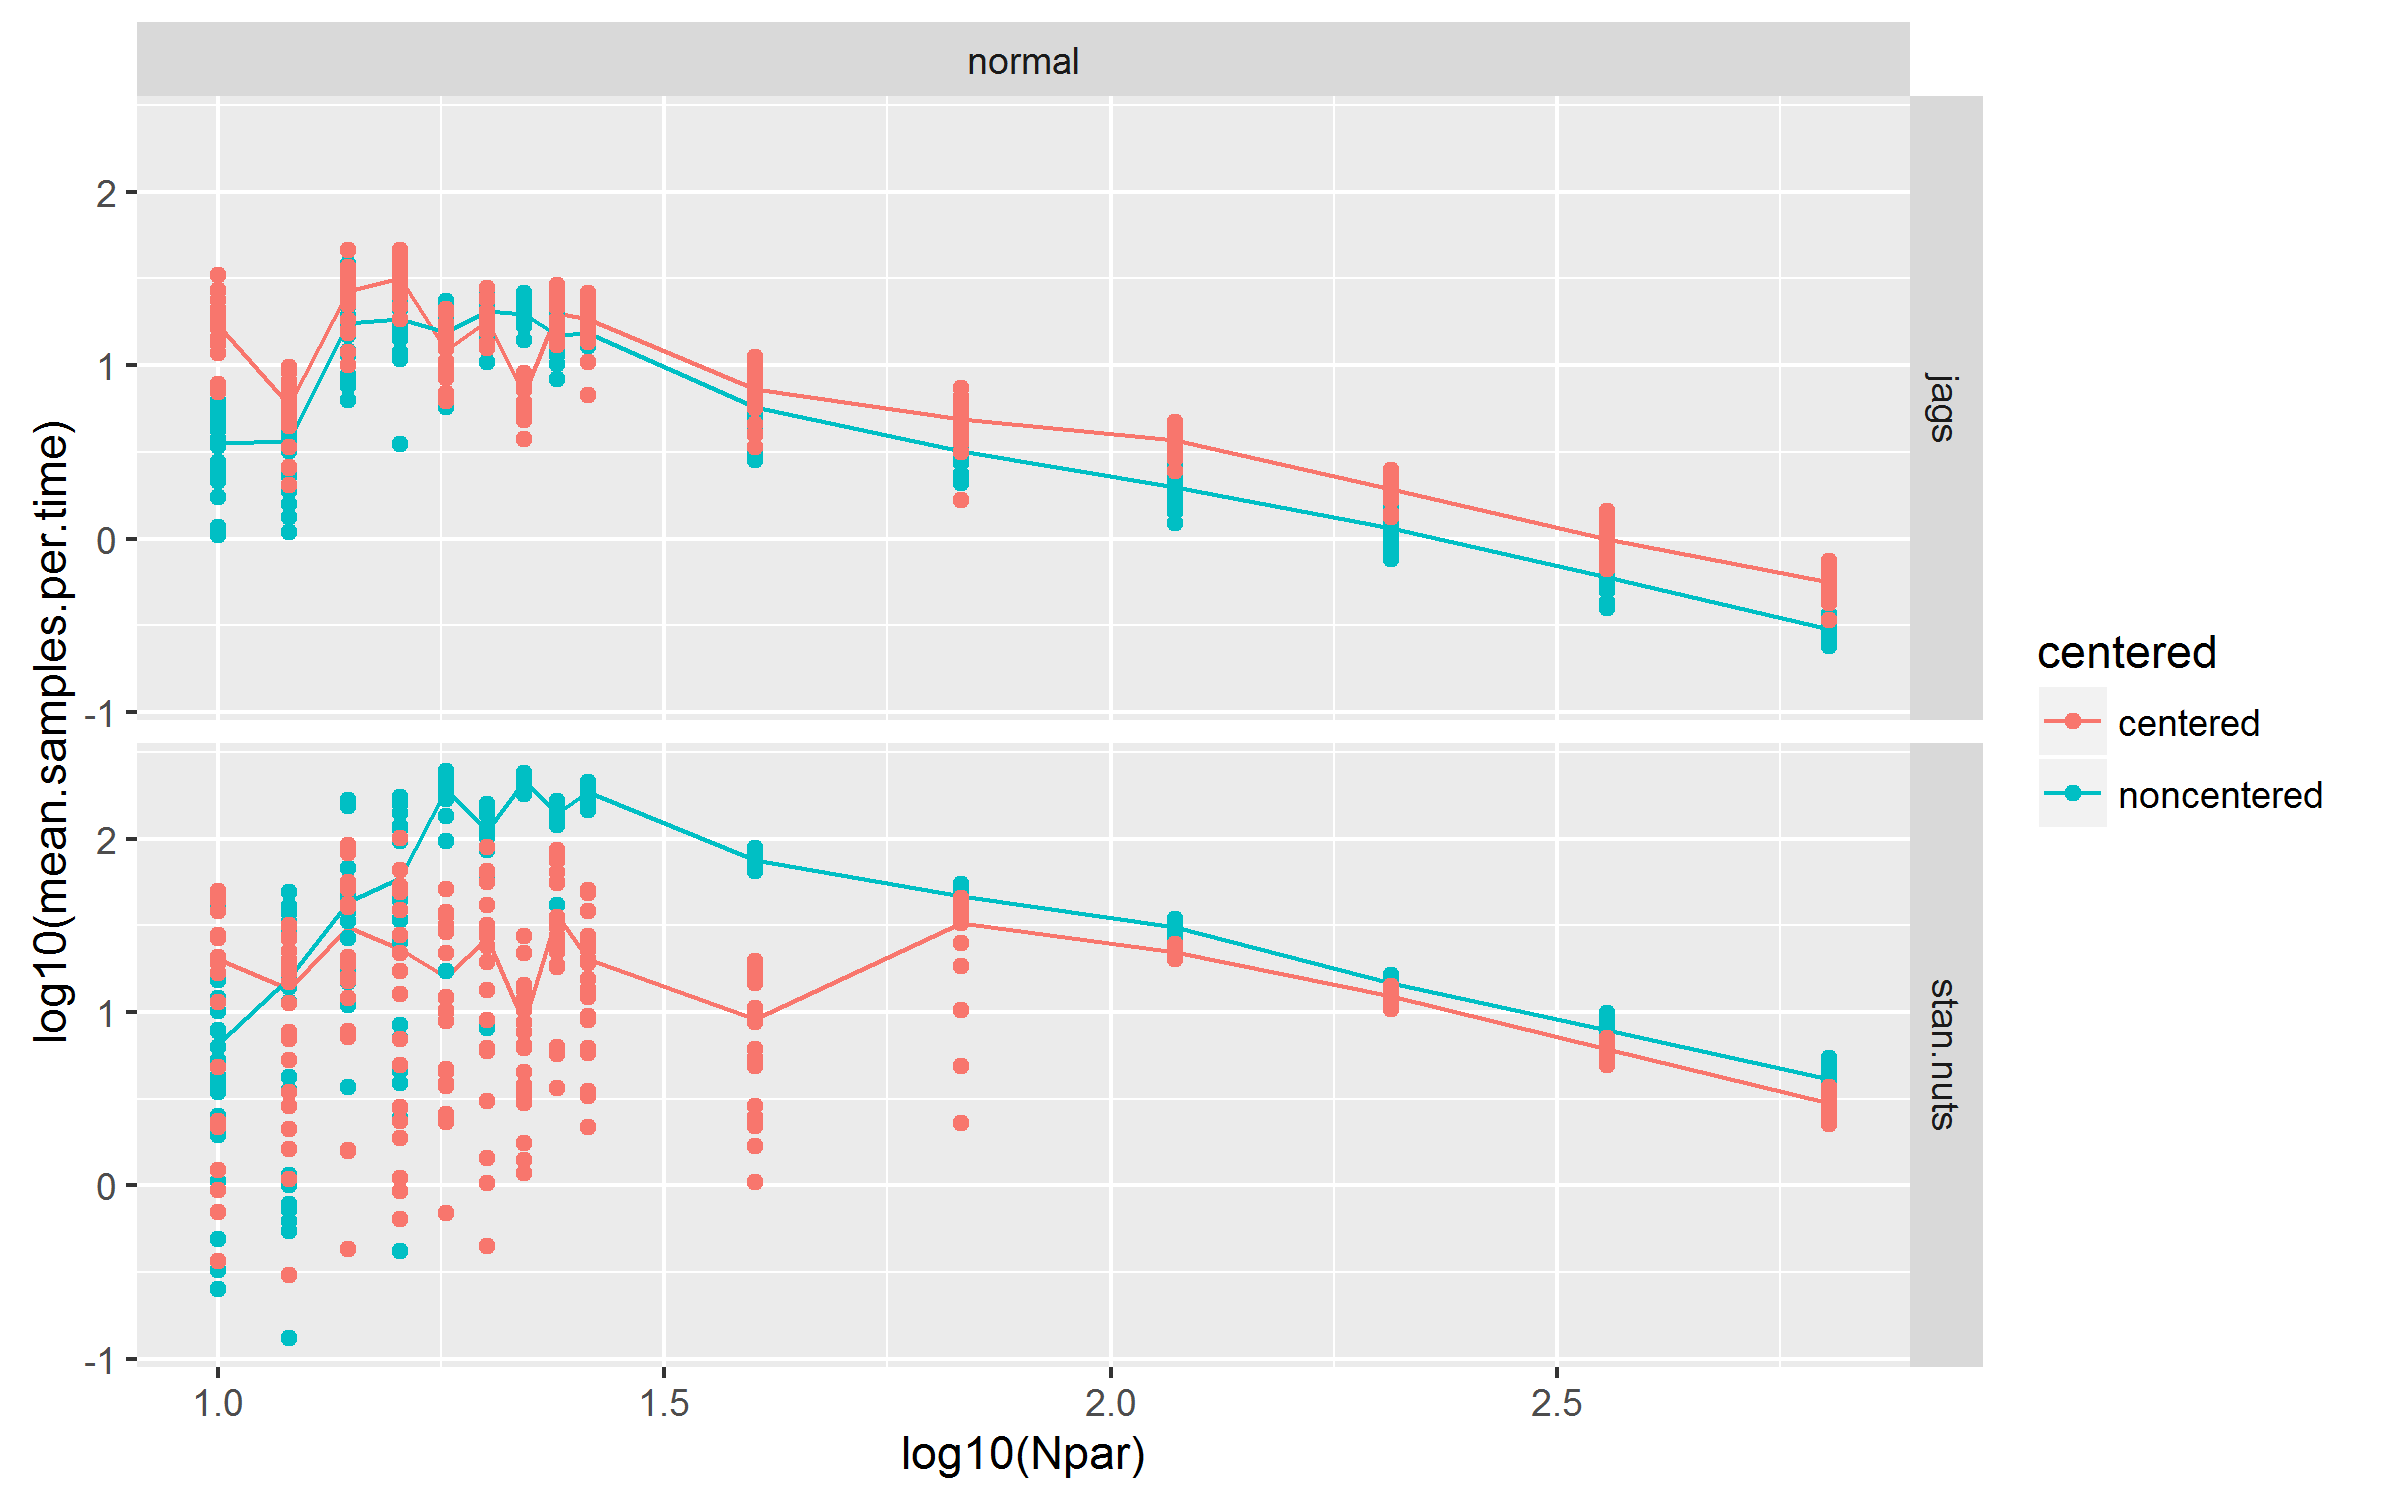 normal
log10(mean.samples.per.time)
2
1
0
-1
jags
2
1
0
-1
stan.nuts
1.0 1.5 2.0 2.5
log10(Npar)
centered
centered
noncentered